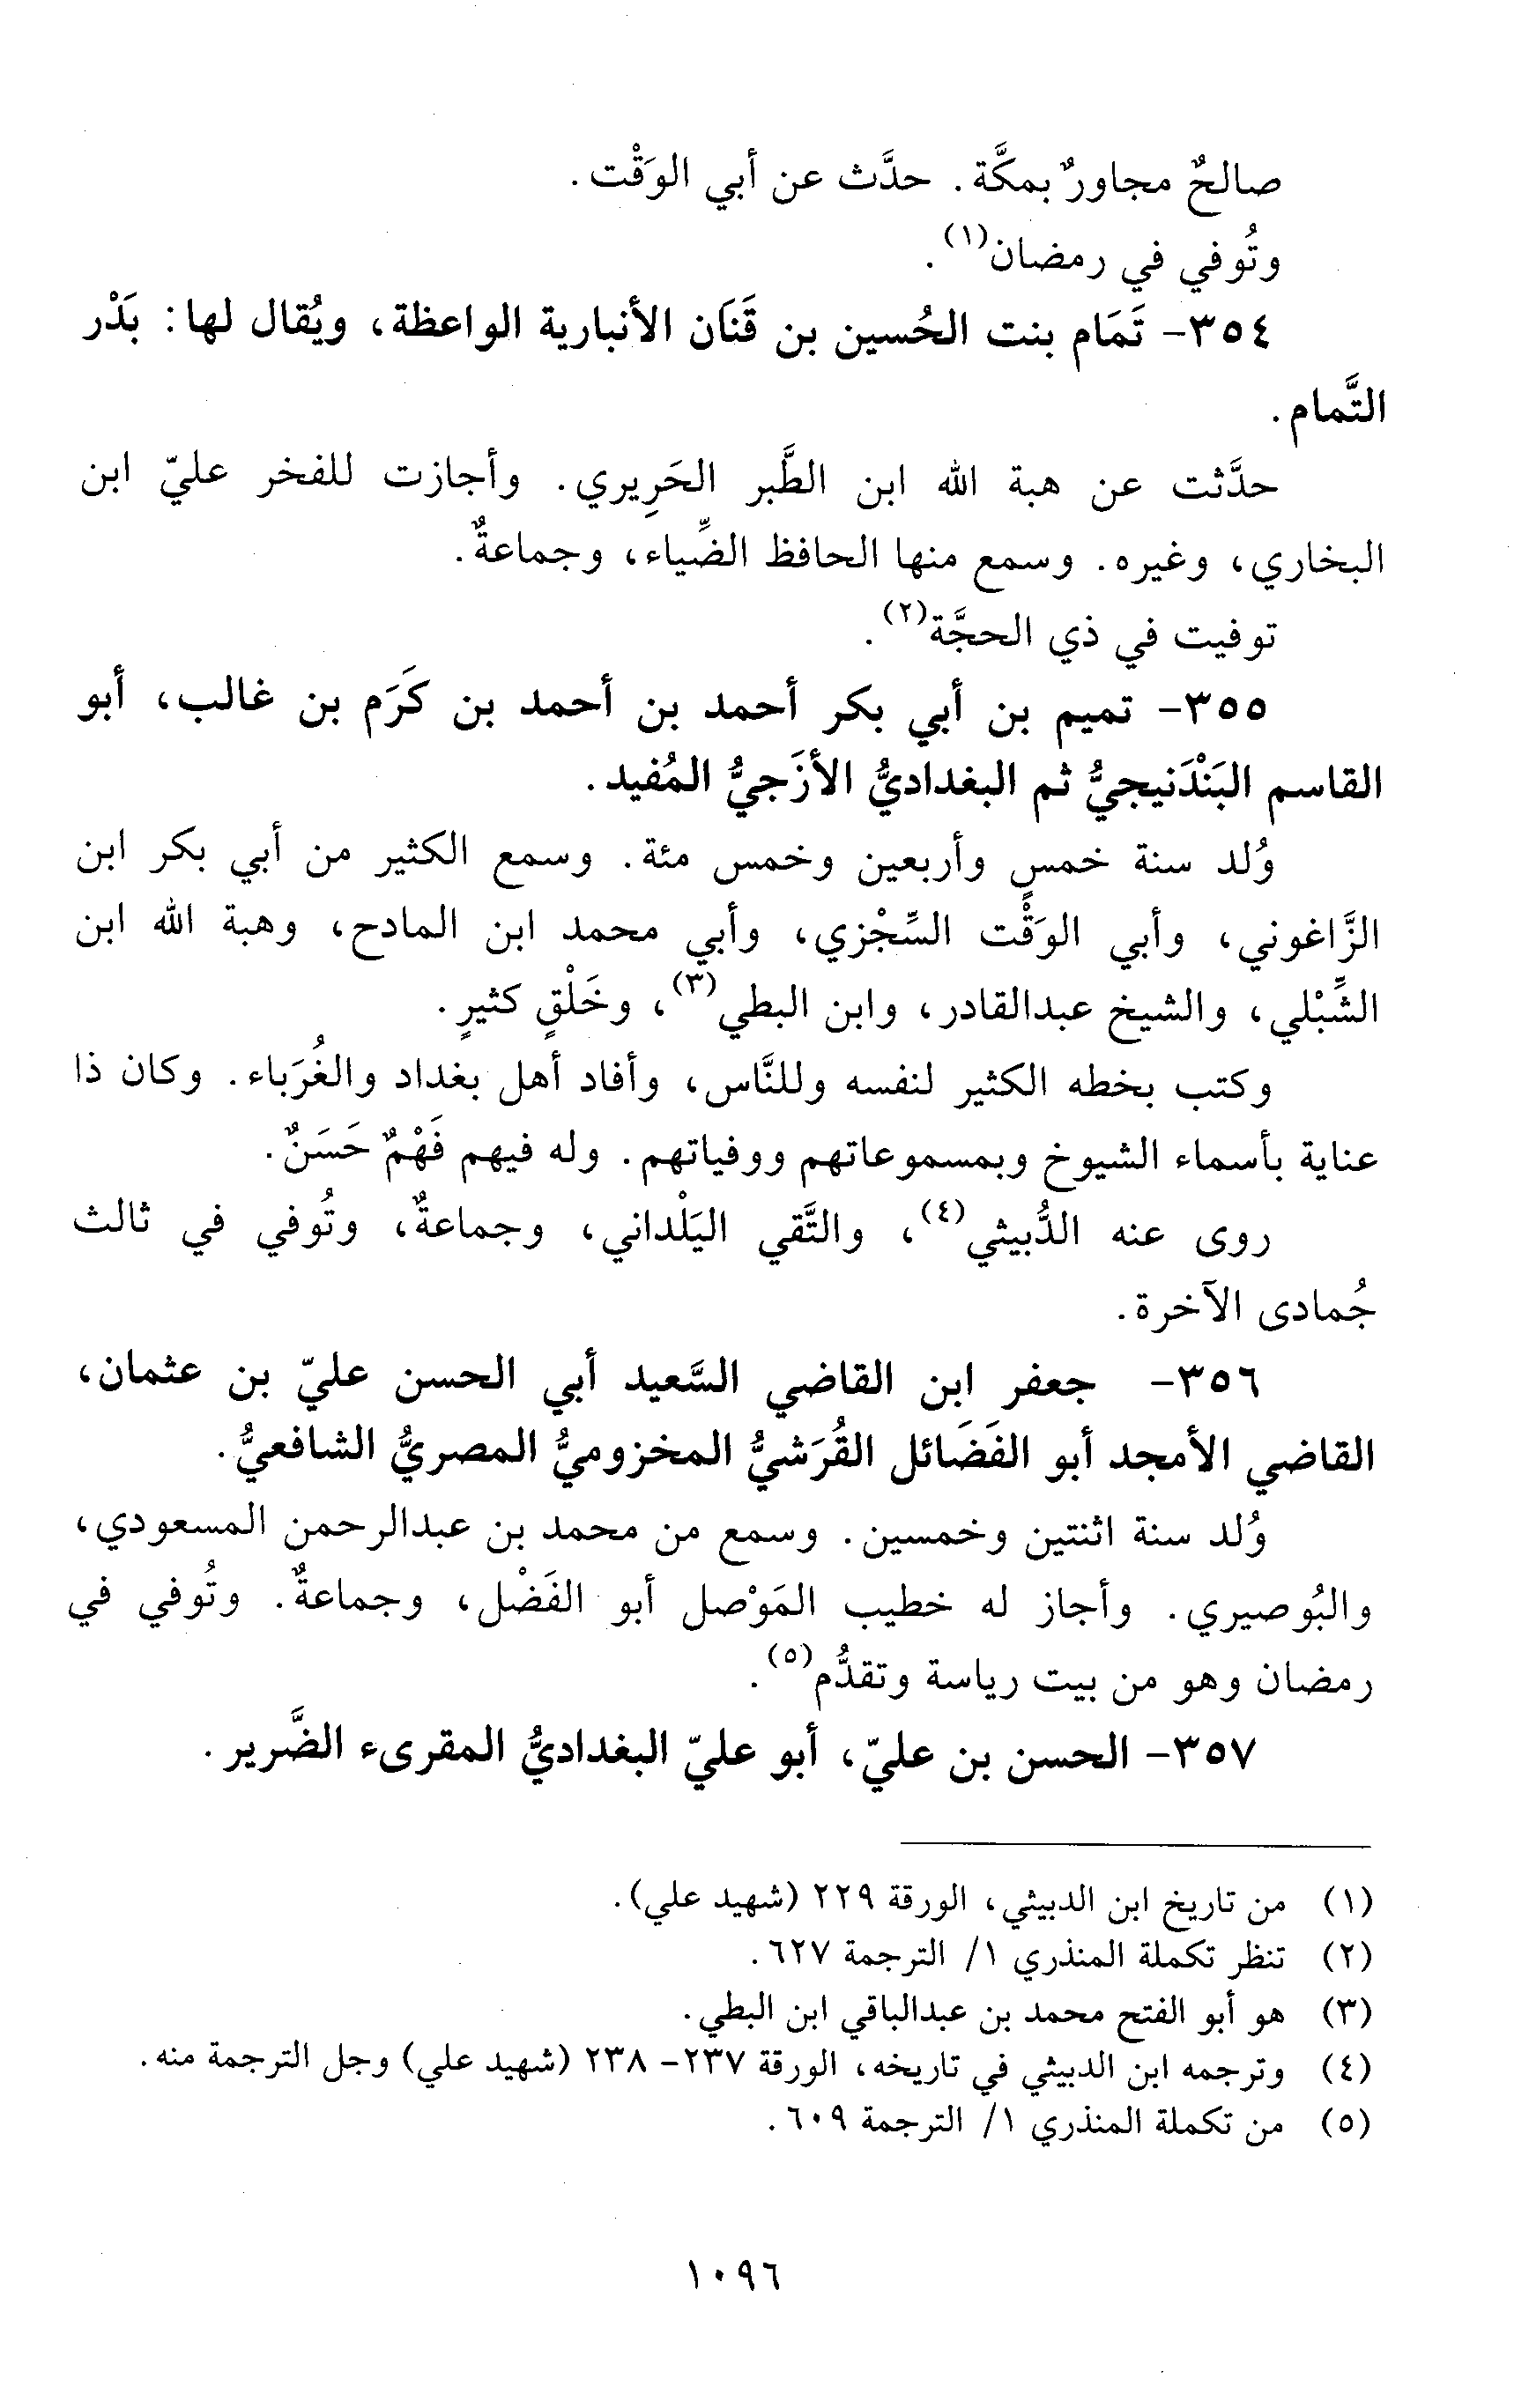 صالحٌ مجاورٌ بمكَّة. حدَّث عن أبي الوَقْت.
وتُوفي في رمضان(١).
٣٥٤- تَمَام بنت الحُسين بن قَنَان الأنبارية الواعظة، ويُقال لها: بَدْر
التَّمام.
حدَّثت عن هبة الله ابن الطَّبر الحَرِيري. وأجازت للفخر عليّ ابن
البخاري، وغيره. وسمع منها الحافظ الضِّياء، وجماعةٌ.
توفيت في ذي الحجَّة(٢).
٣٥٥- تميم بن أبي بكر أحمد بن أحمد بن كَرَم بن غالب، أبو
القاسم البَنْدَنيجيُّ ثم البغداديُّ الأزَجيُّ المُفيد.
وُلد سنة خمسٍ وأربعين وخمس مئة. وسمع الكثير من أبي بكر ابن
الزَّاغوني، وأبي الوَقْت السِّجْزي، وأبي محمد ابن المادح، وهبة الله ابن
الشِّبْلي، والشيخ عبدالقادر، وابن البطي(٣)، وخَلْقٍ كثيرٍ.
وكتب بخطه الكثير لنفسه وللنَّاس، وأفاد أهل بغداد والغُرَباء. وكان ذا
عناية بأسماء الشيوخ وبمسموعاتهم ووفياتهم. وله فيهم فَهْمٌ حَسَنٌ.
روى عنه الدُّبيثي(٤)، والتَّقي اليَلْداني، وجماعةٌ، وتُوفي في ثالث
جُمادى الآخرة.
٣٥٦- جعفر ابن القاضي السَّعيد أبي الحسن عليّ بن عثمان،
القاضي الأمجد أبو الفَضَائل القُرَشيُّ المخزوميُّ المصريُّ الشافعيُّ.
وُلد سنة اثنتين وخمسين. وسمع من محمد بن عبدالرحمن المسعودي،
والبُوصيري. وأجاز له خطيب المَوْصل أبو الفَضْل، وجماعةٌ. وتُوفي في
رمضان وهو من بيت رياسة وتقدُّم(٥).
٣٥٧- الحسن بن عليّ، أبو عليّ البغداديُّ المقرىء الضَّرير.
(١) من تاريخ ابن الدبيثي، الورقة ٢٢٩ (شهيد علي).
(٢) تنظر تكملة المنذري ١/ الترجمة ٦٢٧.
(٣) هو أبو الفتح محمد بن عبدالباقي ابن البطي.
(٤) وترجمه ابن الدبيثي في تاريخه، الورقة ٢٣٧- ٢٣٨ (شهيد علي) وجل الترجمة منه.
(٥) من تكملة المنذري ١/ الترجمة ٦٠٩.
١٠٩٦